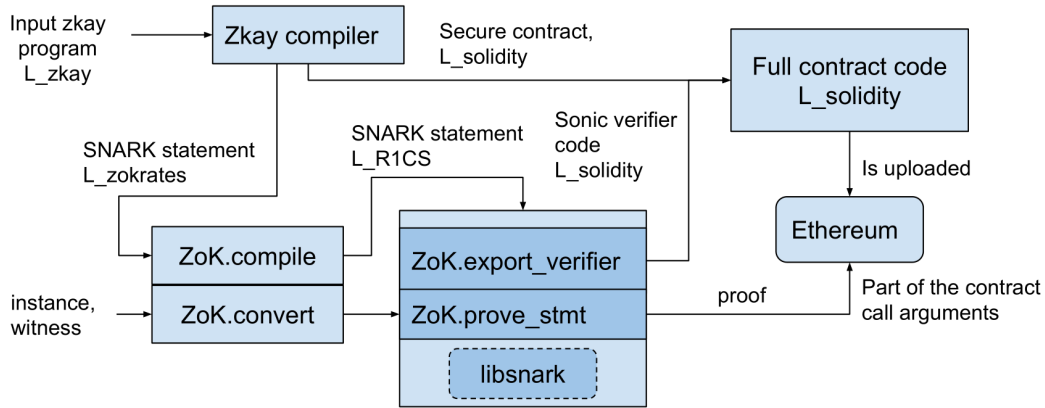 Input zkay
program
L_zkay
Zkay compiler
Secure contract,
L_solidity
Full contract code
L_solidity
SNARK statement
L_zokrates
SNARK statement
L_R1CS
Sonic verifier
code
L_solidity
Is uploaded
Ethereum
ZoK.compile
ZoK.export_verifier
instance,
witness
ZoK.convert
ZoK.prove_stmt
proof
Part of the contract
call arguments
libsnark